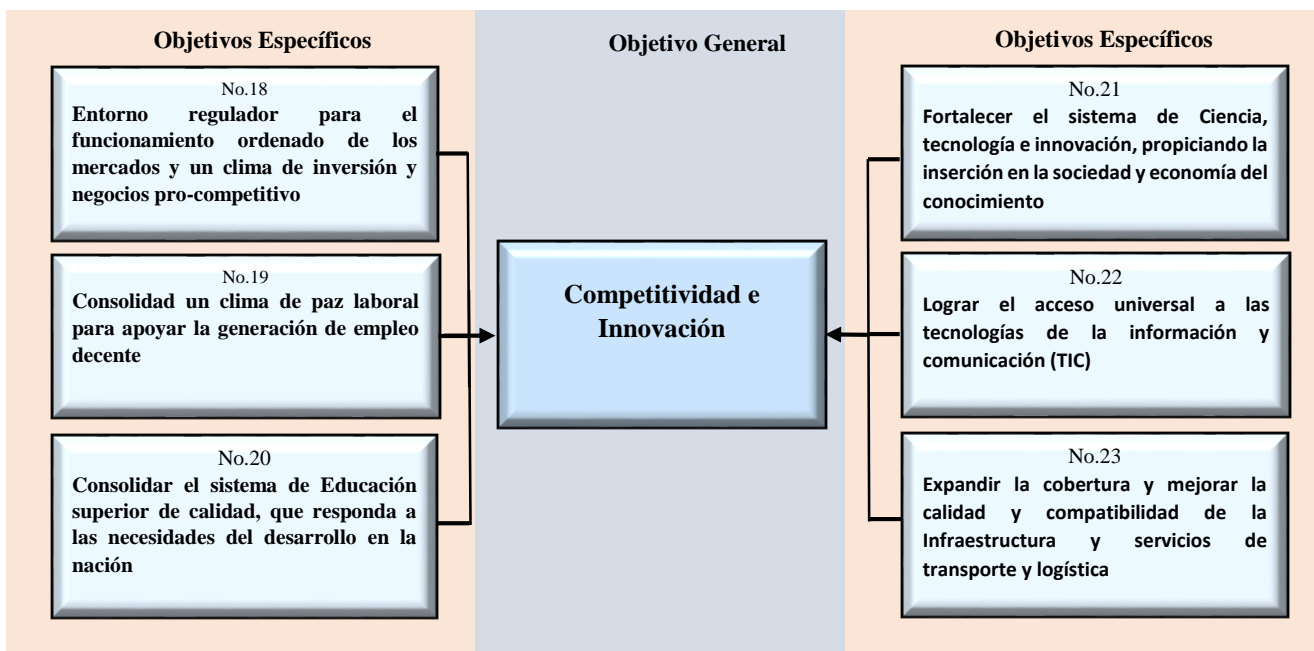 Objetivos Específicos
No.18
Entorno regulador para el
funcionamiento ordenado de los
mercados y un clima de inversión y
negocios pro-competitivo
No.19
Consolidad un clima de paz laboral
para apoyar la generación de empleo
decente
No.20
Consolidar el sistema de Educación
superior de calidad, que responda a
las necesidades del desarrollo en la
nación
Objetivo General
Competitividad e
Innovación
Objetivos Específicos
No.21
Fortalecer el sistema de Ciencia,
tecnología e innovación, propiciando la
inserción en la sociedad y economía del
conocimiento
No.22
Lograr el acceso universal a las
tecnologías de la información y
comunicación (TIC)
No.23
Expandir la cobertura y mejorar la
calidad y compatibilidad de la
Infraestructura y servicios de
transporte y logística